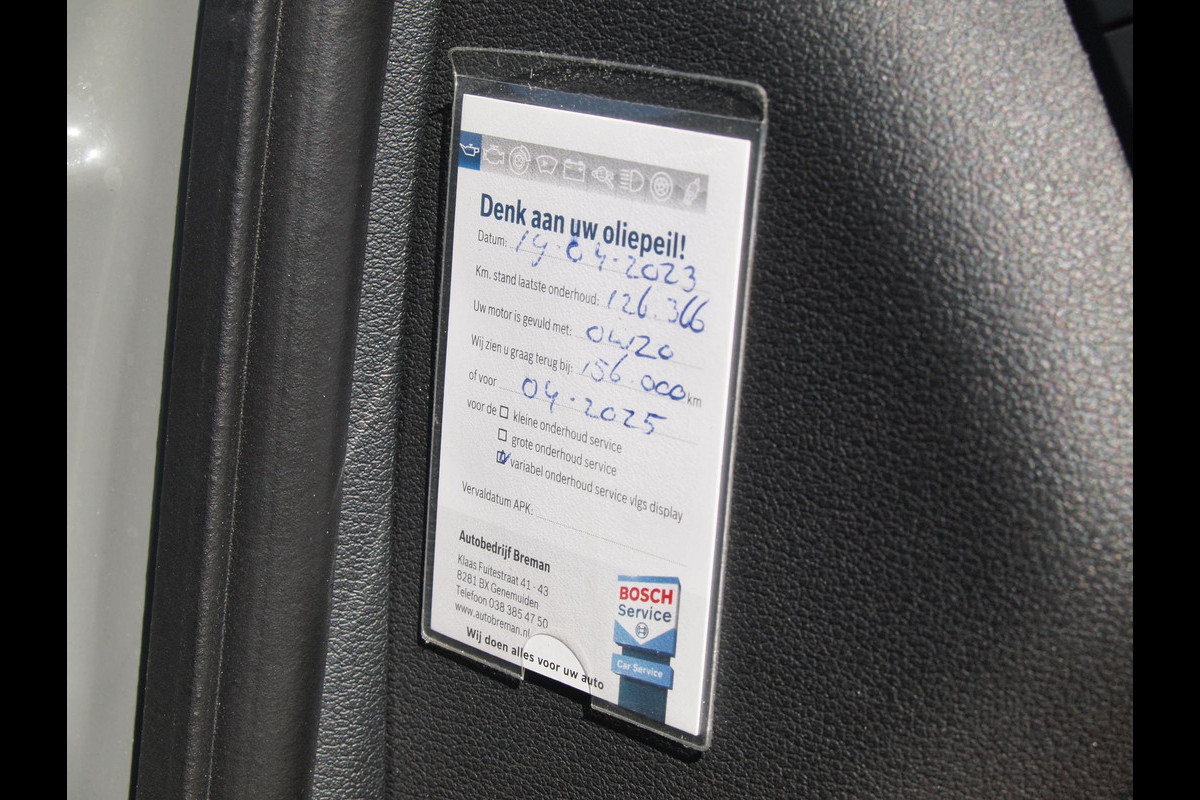 Denk aan uw oliepeil!
Datum: 19-04-2023
Km. stand laatste onderhoud: 126.366
Uw motor is gevuld met: 0W20
Wij zien u graag terug bij: 156.000 km
of voor 04-2025
voor de kleine onderhoud service
grote onderhoud service
variabel onderhoud service vlgs display
Vervaldatum APK:
Autobedrijf Breman
Klaas Fuitestraat 41 - 43
8281 BX Genemuiden
Telefoon 038 385 47 50
www.autobreman.nl
Wij doen alles voor uw auto
BOSCH
Service
Car Service